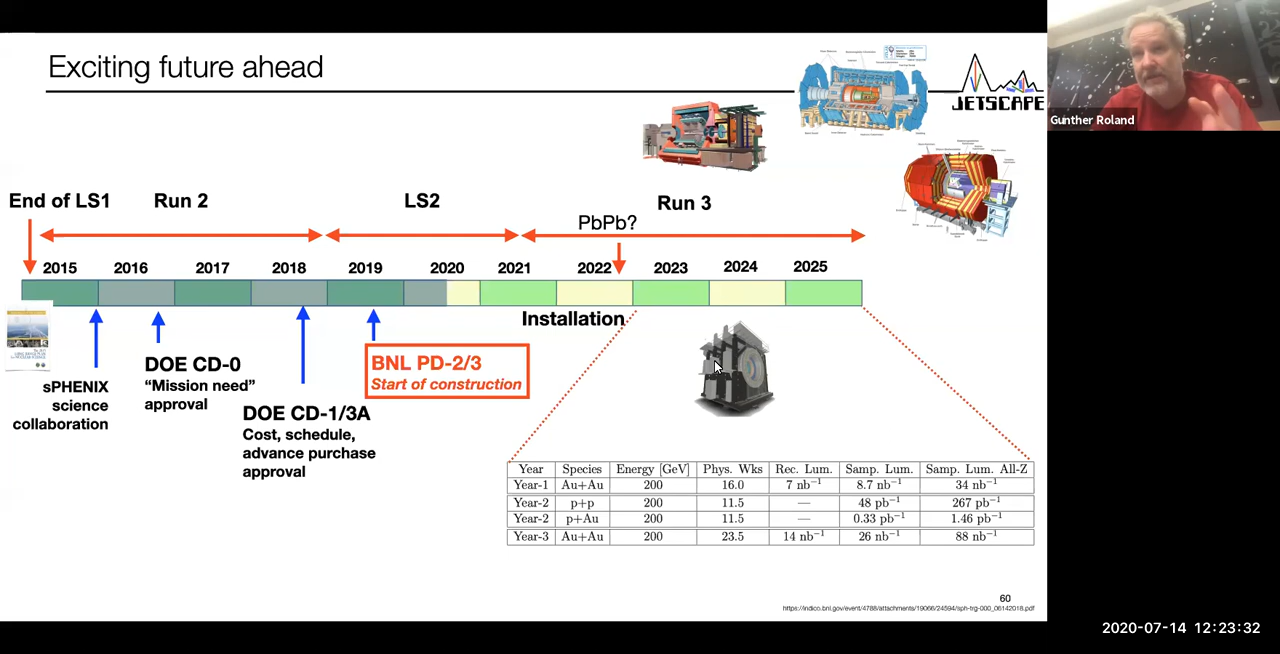 Exciting future ahead
JETSCAPE
Gunther Roland
End of LS1
Run 2
LS2
Run 3
PbPb?
2015 2016 2017 2018 2019 2020 2021 2022 2023 2024 2025
Installation
sPHENIX
science
collaboration
DOE CD-0
“Mission need”
approval
DOE CD-1/3A
Cost, schedule,
advance purchase
approval
BNL PD-2/3
Start of construction
Year Species Energy [GeV] Phys. Wks Rec. Lum. Samp. Lum. Samp. Lum. All-Z
Year-1 Au+Au 200 16.0 7 nb⁻¹ 8.7 nb⁻¹ 34 nb⁻¹
Year-2 p+p 200 11.5 — 48 pb⁻¹ 267 pb⁻¹
Year-2 p+Au 200 11.5 — 0.33 pb⁻¹ 1.46 pb⁻¹
Year-3 Au+Au 200 23.5 14 nb⁻¹ 26 nb⁻¹ 88 nb⁻¹
60
https://indico.bnl.gov/event/4788/attachments/19066/24594/sph-trg-000_06142018.pdf
2020-07-14 12:23:32